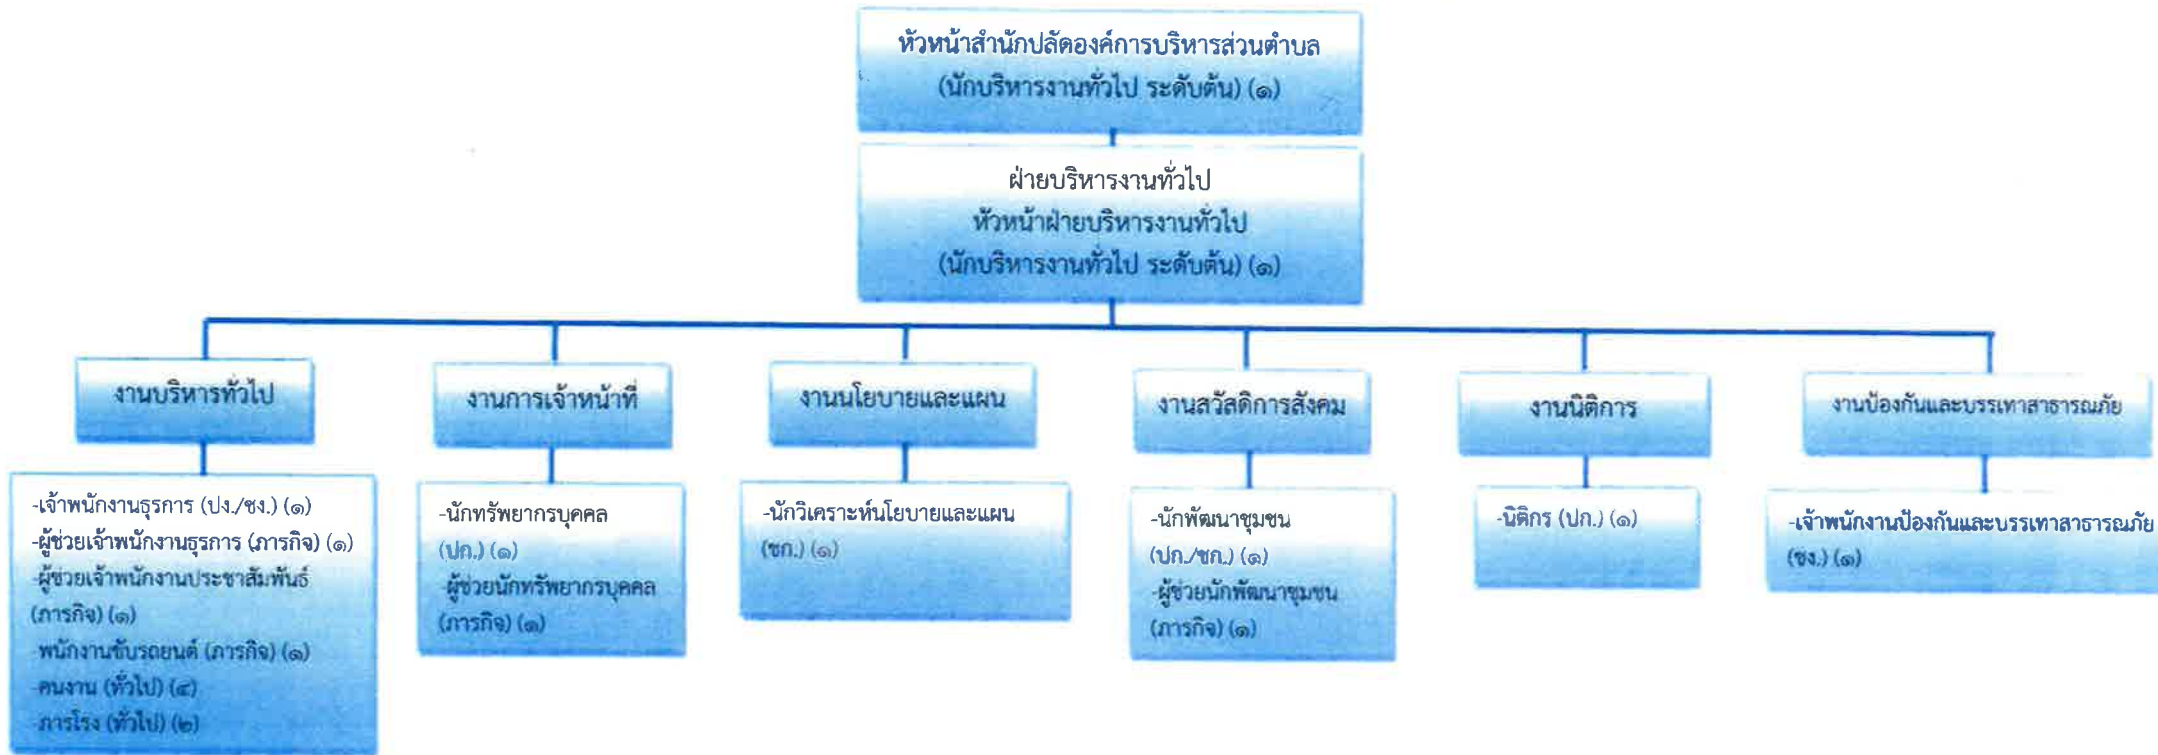 หัวหน้าสำนักปลัดองค์การบริหารส่วนตำบล
(นักบริหารงานทั่วไป ระดับต้น) (๑)
ฝ่ายบริหารงานทั่วไป
หัวหน้าฝ่ายบริหารงานทั่วไป
(นักบริหารงานทั่วไป ระดับต้น) (๑)
งานบริหารทั่วไป
-เจ้าพนักงานธุรการ (ปง./ชง.) (๑)
-ผู้ช่วยเจ้าพนักงานธุรการ (ภารกิจ) (๑)
-ผู้ช่วยเจ้าพนักงานประชาสัมพันธ์
(ภารกิจ) (๑)
-พนักงานขับรถยนต์ (ภารกิจ) (๑)
-คนงาน (ทั่วไป) (๔)
-ภารโรง (ทั่วไป) (๒)
งานการเจ้าหน้าที่
-นักทรัพยากรบุคคล
(ปก.) (๑)
-ผู้ช่วยนักทรัพยากรบุคคล
(ภารกิจ) (๑)
งานนโยบายและแผน
-นักวิเคราะห์นโยบายและแผน
(ชก.) (๑)
งานสวัสดิการสังคม
-นักพัฒนาชุมชน
(ปก./ชก.) (๑)
-ผู้ช่วยนักพัฒนาชุมชน
(ภารกิจ) (๑)
งานนิติการ
-นิติกร (ปก.) (๑)
งานป้องกันและบรรเทาสาธารณภัย
-เจ้าพนักงานป้องกันและบรรเทาสาธารณภัย
(ชง.) (๑)